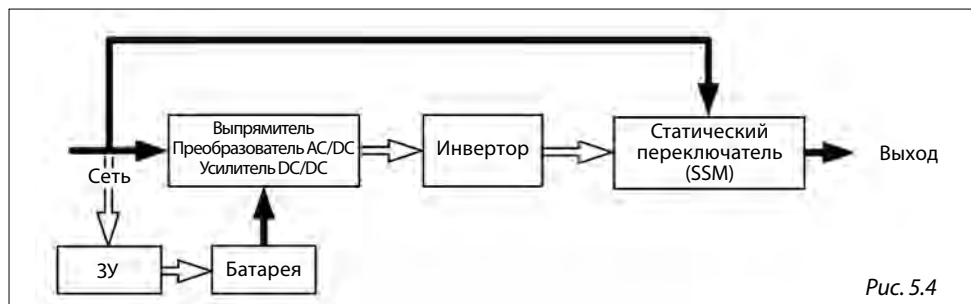 Выпрямитель
Преобразователь AC/DC
Усилитель DC/DC
Инвертор
Статический
переключатель
(SSM)
Выход
Сеть
ЗУ
Батарея
Рис. 5.4